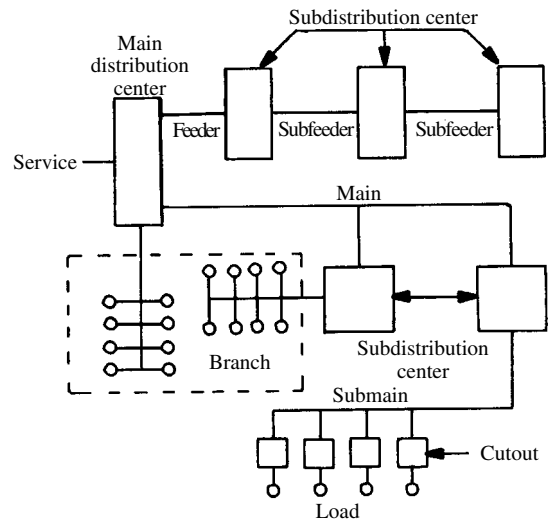 Subdistribution center
Main
distribution
center
Feeder
Subfeeder
Subfeeder
Service
Main
Branch
Subdistribution
center
Submain
Cutout
Load